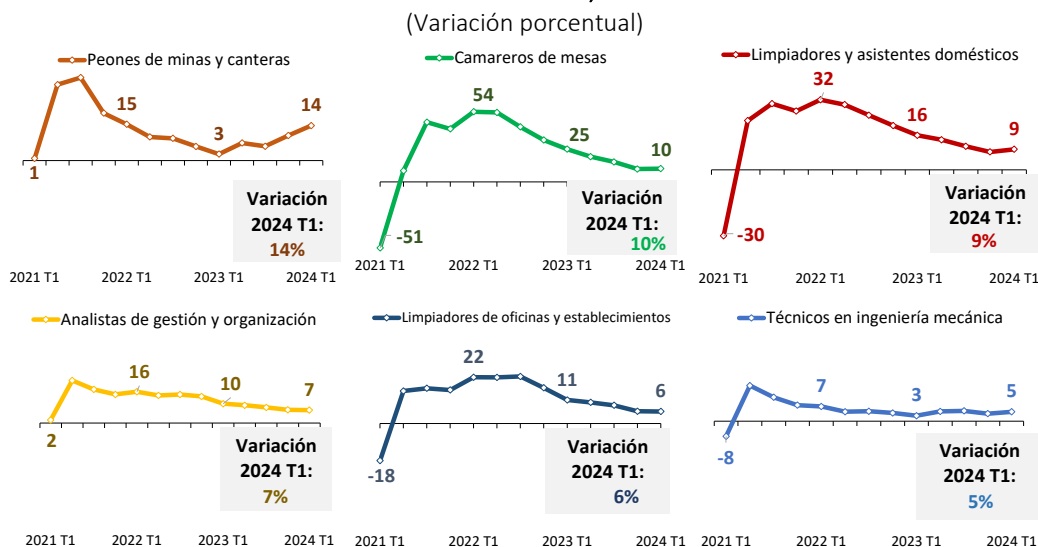 (Variación porcentual)
Peones de minas y canteras
15
3
14
1
Variación
2024 T1:
14%
2021 T1
2022 T1
2023 T1
2024 T1
Camareros de mesas
54
25
10
-51
Variación
2024 T1:
10%
2021 T1
2022 T1
2023 T1
2024 T1
Limpiadores y asistentes domésticos
32
16
9
-30
Variación
2024 T1:
9%
2021 T1
2022 T1
2023 T1
2024 T1
Analistas de gestión y organización
16
10
7
2
Variación
2024 T1:
7%
2021 T1
2022 T1
2023 T1
2024 T1
Limpiadores de oficinas y establecimientos
22
11
6
-18
Variación
2024 T1:
6%
2021 T1
2022 T1
2023 T1
2024 T1
Técnicos en ingeniería mecánica
7
3
5
-8
Variación
2024 T1:
5%
2021 T1
2022 T1
2023 T1
2024 T1